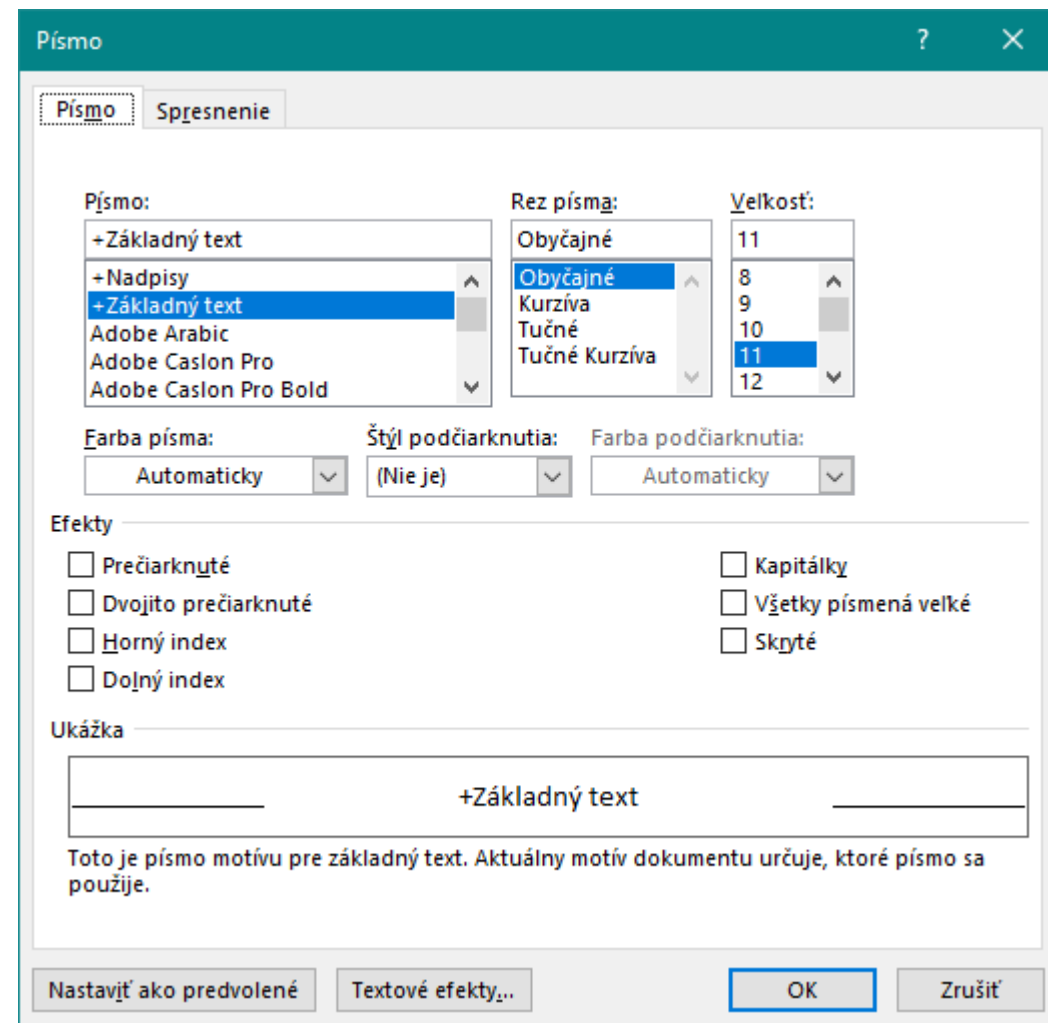 Písmo ?
Písmo Spresnenie
Písmo: Rez písma: Veľkosť:
+Základný text Obyčajné 11
+Nadpisy Obyčajné 8
+Základný text Kurzíva 9
Adobe Arabic Tučné 10
Adobe Caslon Pro Tučné Kurzíva 11
Adobe Caslon Pro Bold 12
Farba písma: Štýl podčiarknutia: Farba podčiarknutia:
Automaticky (Nie je) Automaticky
Efekty
Prečiarknuté Kapitálky
Dvojito prečiarknuté Všetky písmená veľké
Horný index Skryté
Dolný index
Ukážka
+Základný text
Toto je písmo motívu pre základný text. Aktuálny motív dokumentu určuje, ktoré písmo sa
použije.
Nastaviť ako predvolené Textové efekty... OK Zrušiť